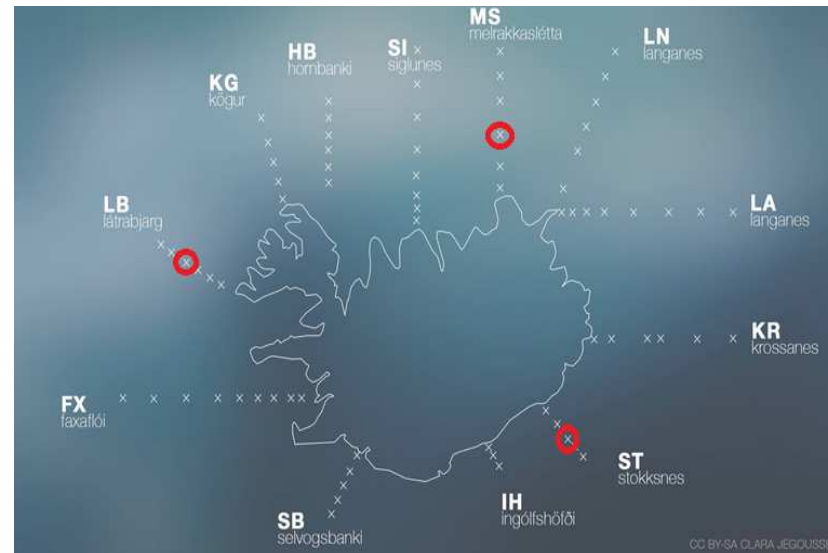 MS
melrakkaslétta
LN
langanes
HB
hornbanki
SI
siglunes
KG
kögur
LB
látrabjarg
LA
langanes
KR
krossanes
FX
faxaflói
ST
stokksnes
IH
ingólfshöfði
SB
selvogsbanki
CC BY-SA CLARA JEGOUSSE